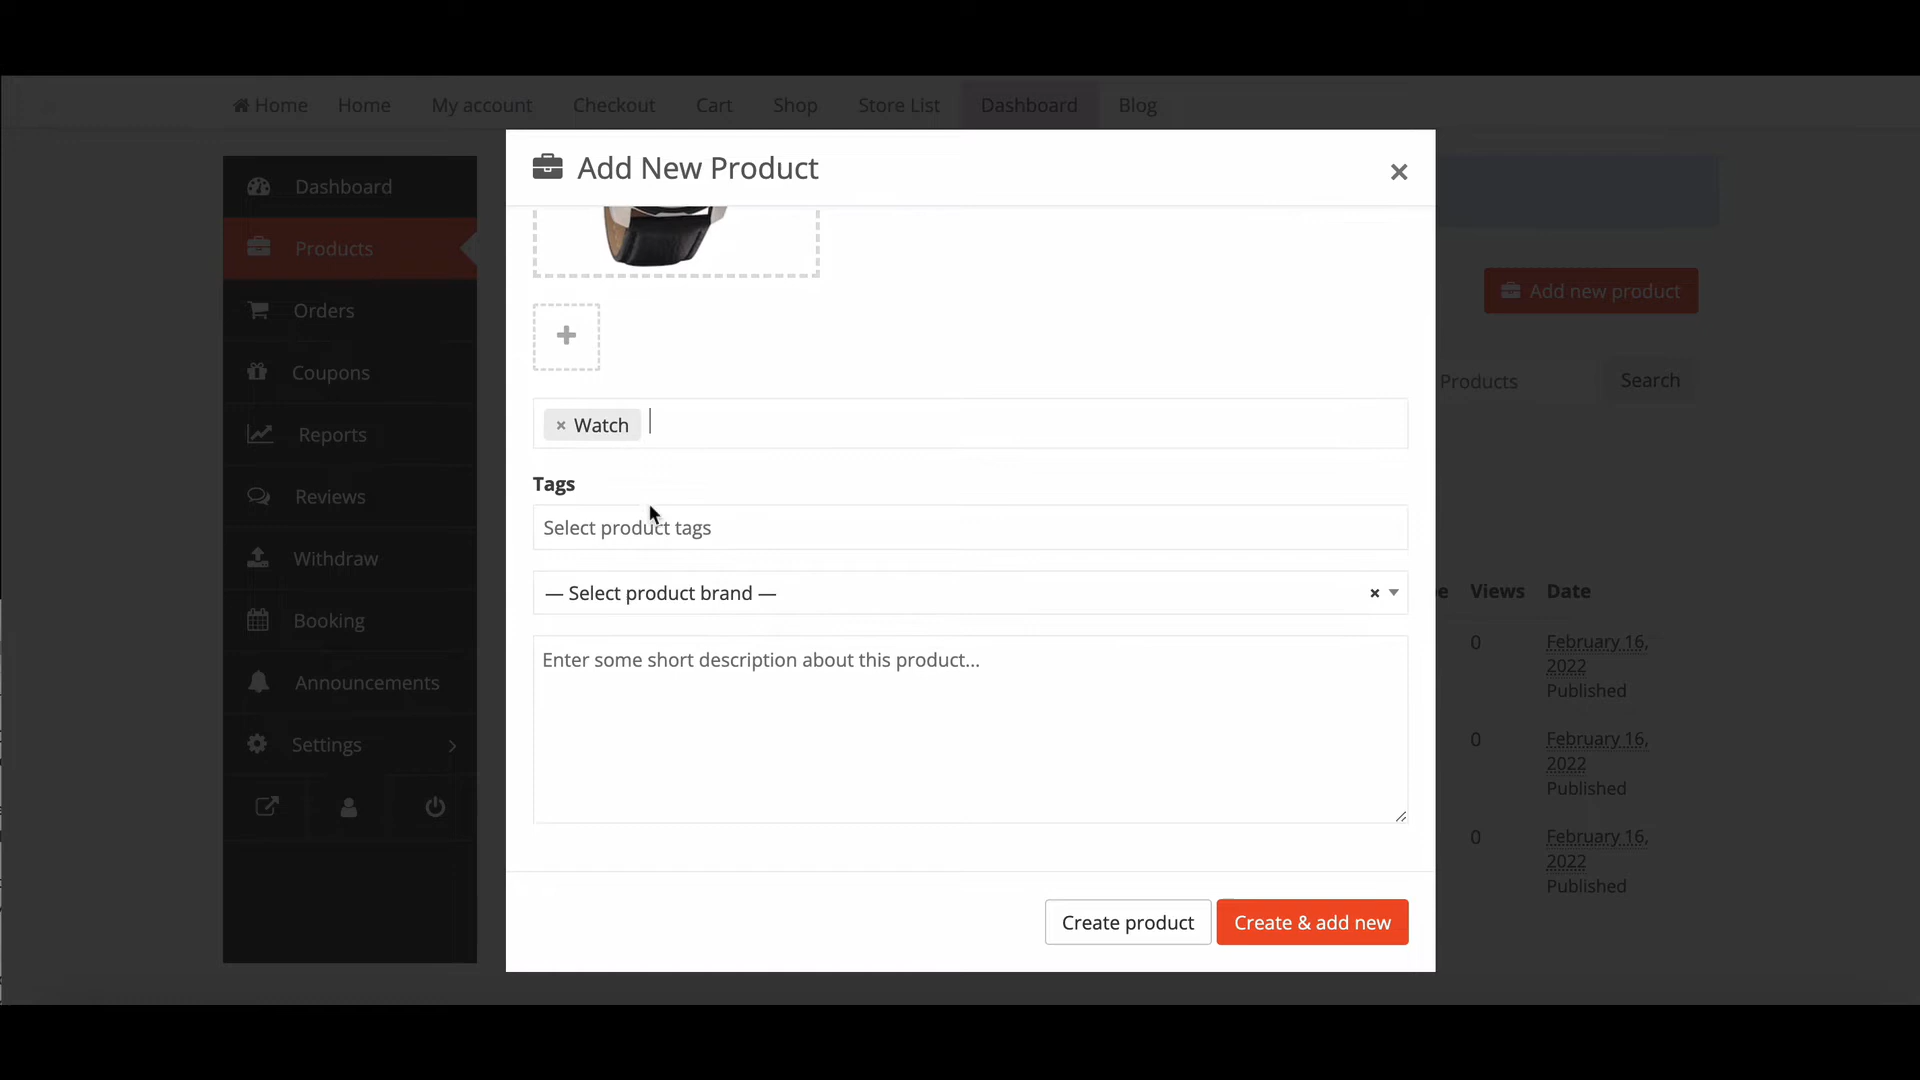 Home Home My account Checkout Cart Shop Store List Dashboard Blog
Add New Product
×
Dashboard
Products
Orders
Coupons
Reports
Reviews
Withdraw
Booking
Announcements
Settings
+
× Watch
Tags
Select product tags
— Select product brand — ×
Enter some short description about this product...
Create product Create & add new
Add new product
Products Search
e Views Date
0 February 16,
2022
Published
0 February 16,
2022
Published
0 February 16,
2022
Published